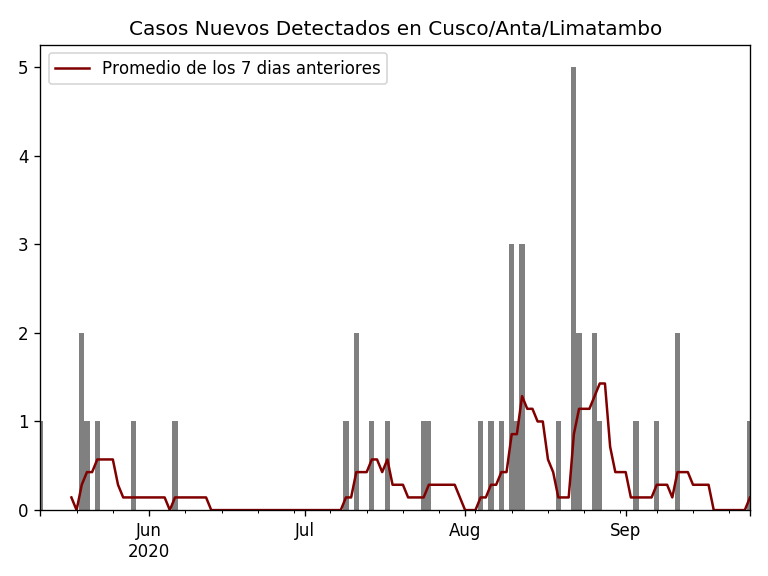 Casos Nuevos Detectados en Cusco/Anta/Limatambo
Promedio de los 7 dias anteriores
5
4
3
2
1
0
Jun
2020
Jul
Aug
Sep